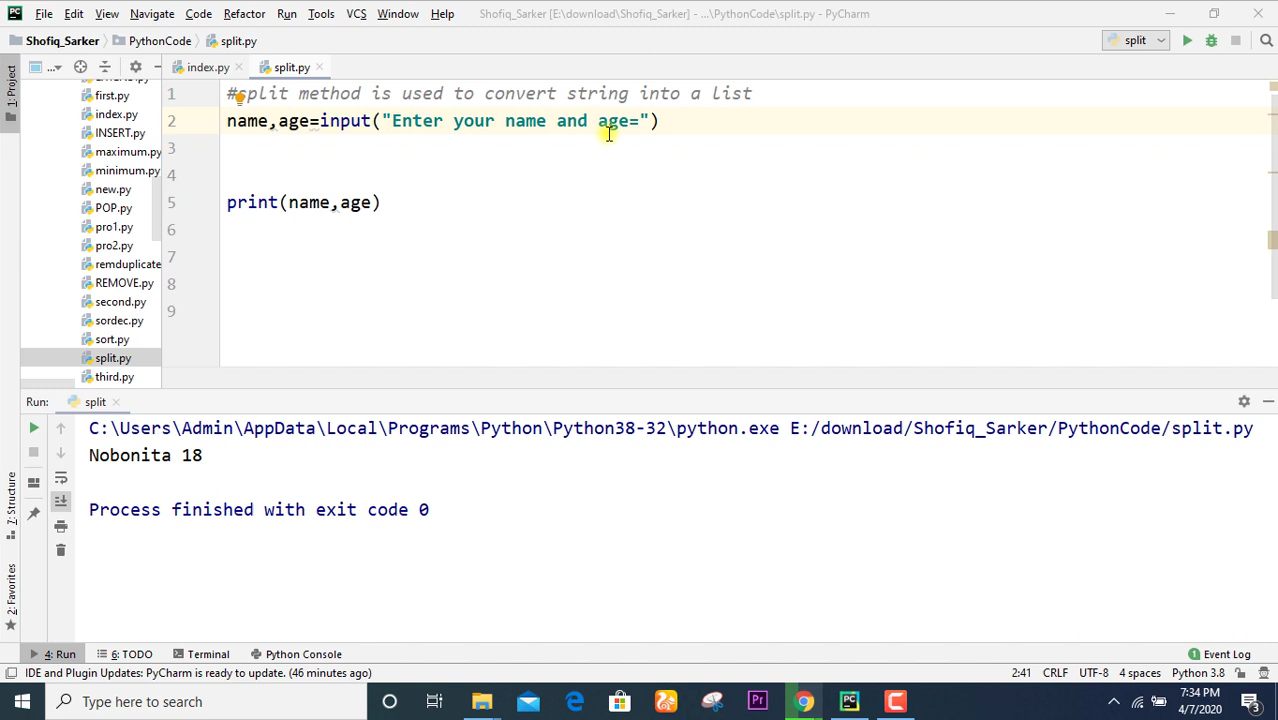 File Edit View Navigate Code Refactor Run Tools VCS Window Help Shofiq_Sarker [E:\download\Shofiq_Sarker] - ...\PythonCode\split.py - PyCharm
Shofiq_Sarker PythonCode split.py split
1: Project
... index.py split.py
first.py
index.py
INSERT.py
maximum.py
minimum.py
new.py
POP.py
pro1.py
pro2.py
remduplicate
REMOVE.py
second.py
sordec.py
sort.py
split.py
third.py
1 #split method is used to convert string into a list
2 name,age=input("Enter your name and age=")
3
4
5 print(name,age)
6
7
8
9
Run: split
C:\Users\Admin\AppData\Local\Programs\Python\Python38-32\python.exe E:/download/Shofiq_Sarker/PythonCode/split.py
Nobonita 18
Process finished with exit code 0
7: Structure
2: Favorites
4: Run 6: TODO Terminal Python Console Event Log
IDE and Plugin Updates: PyCharm is ready to update. (46 minutes ago) 2:41 CRLF UTF-8 4 spaces Python 3.8
Type here to search
Pr
7:34 PM
4/7/2020
3